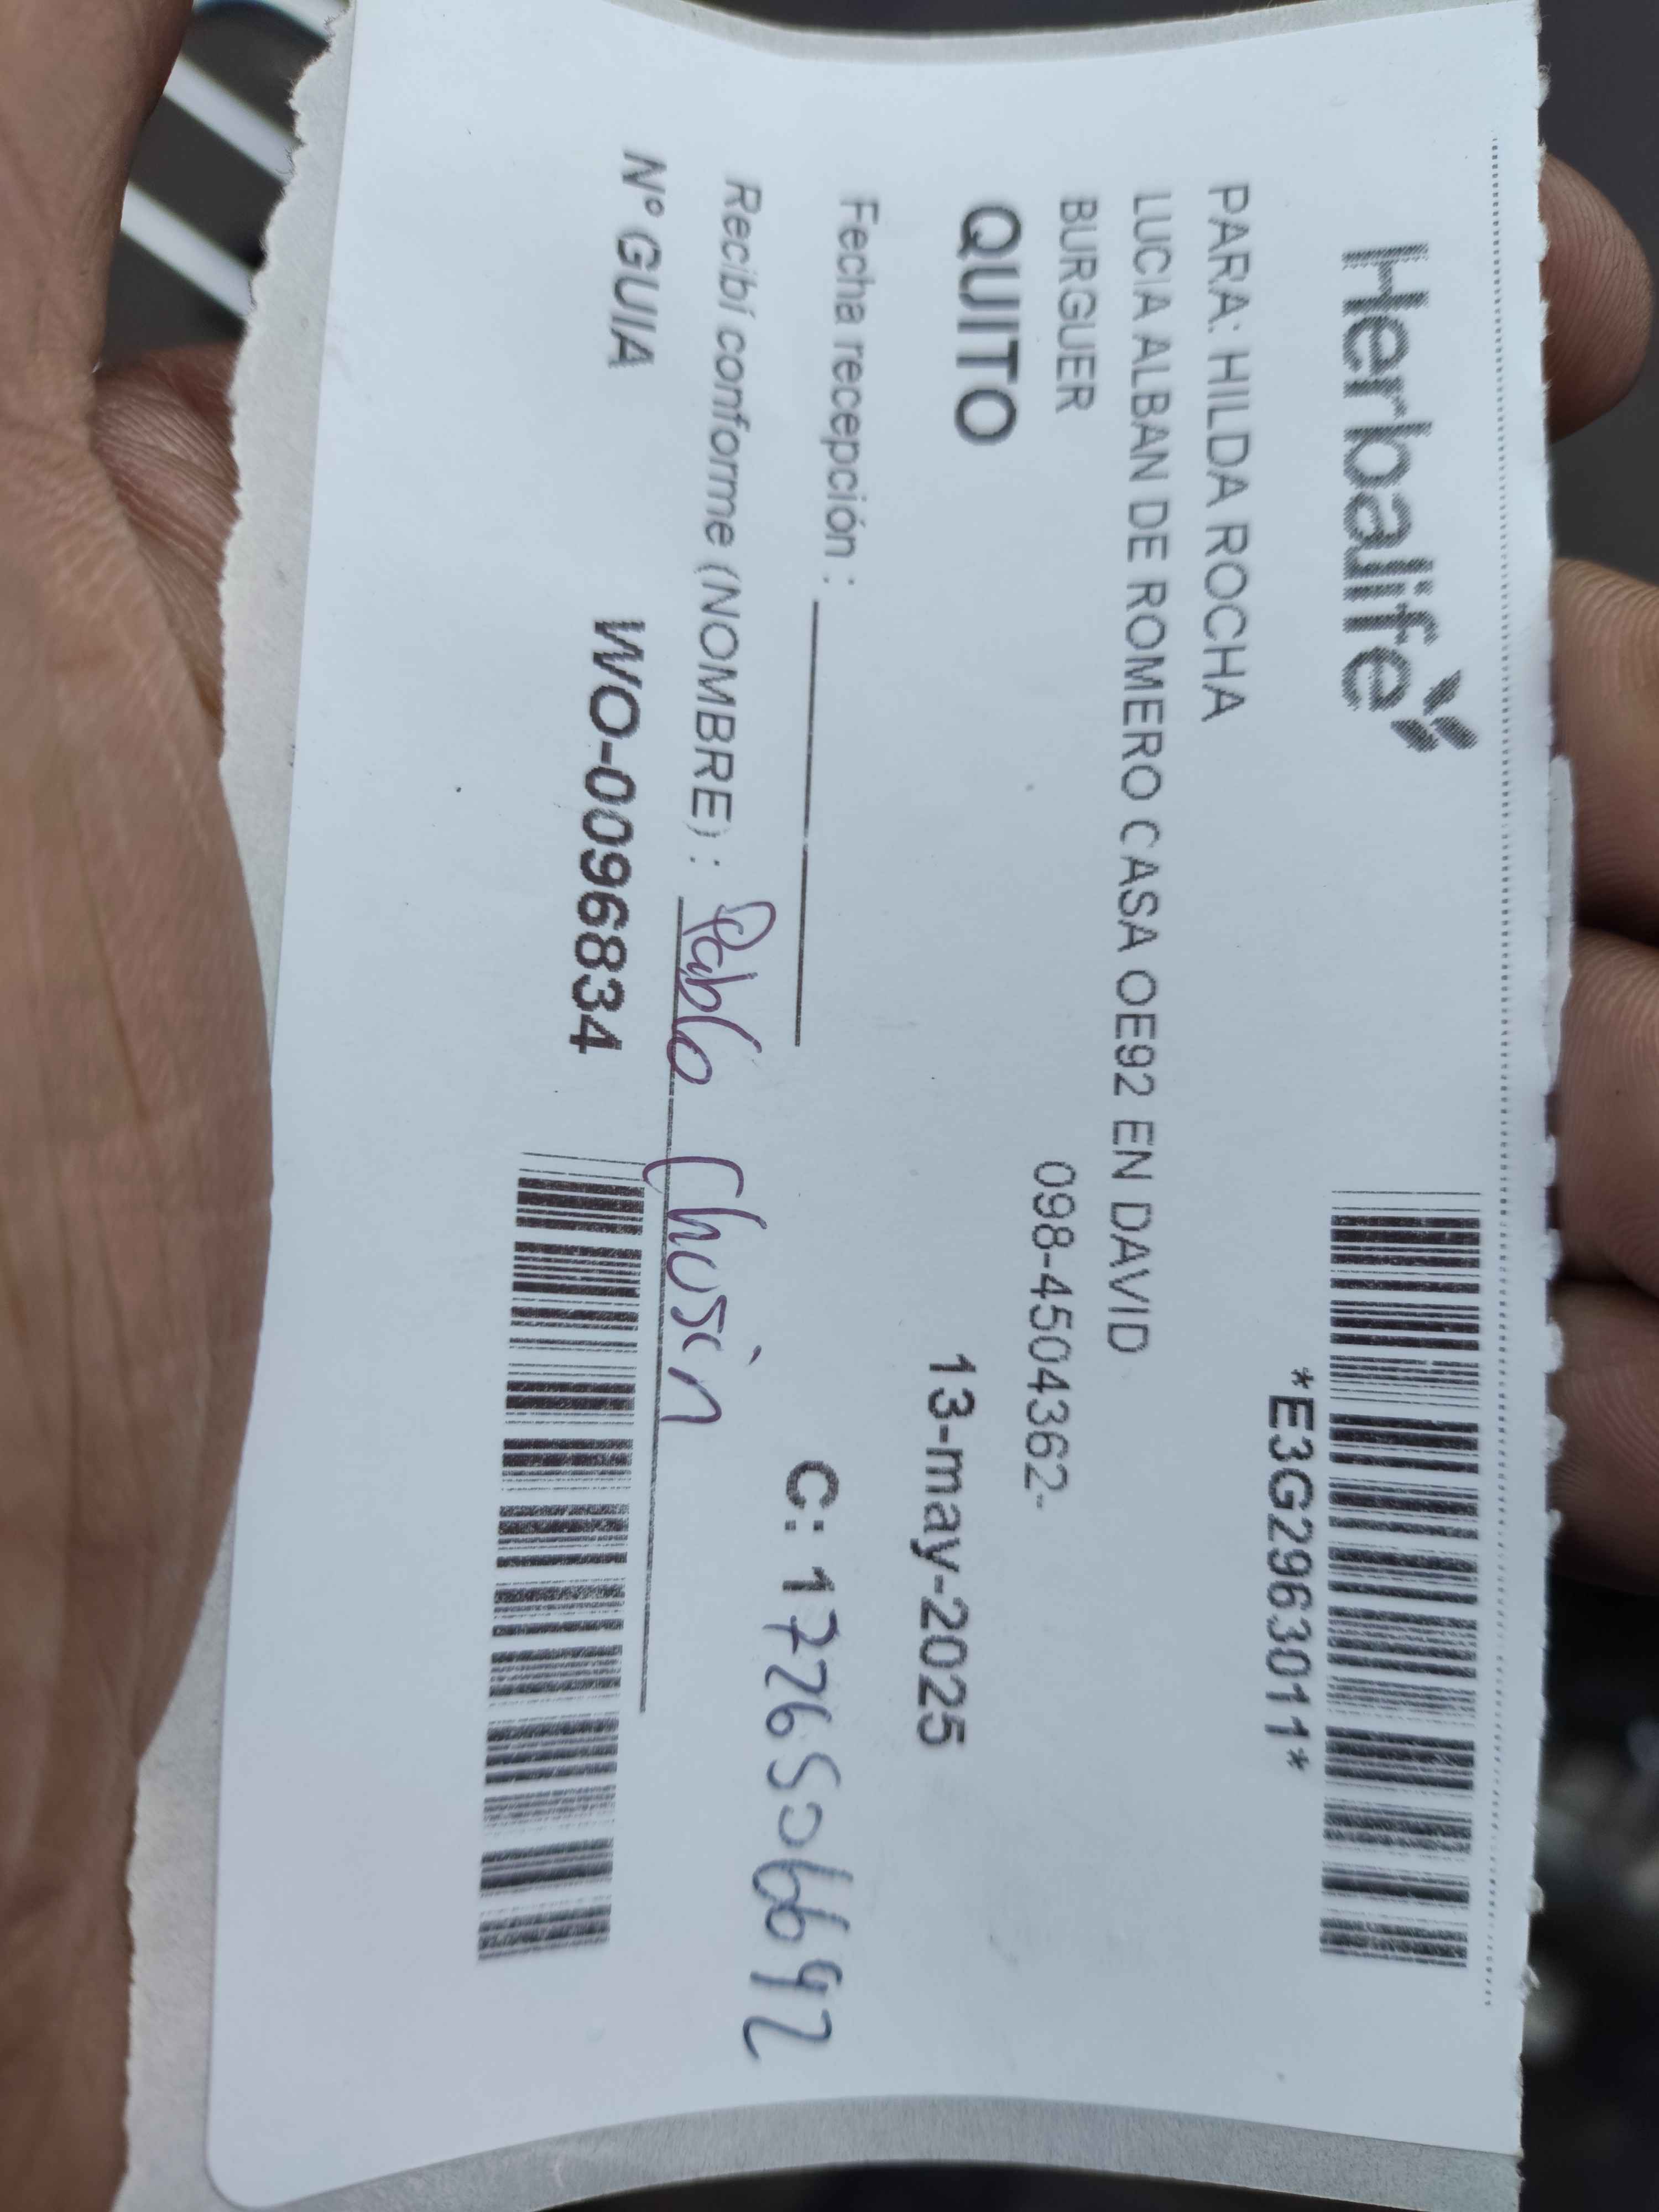 Herbalife
*E3G2963011*
PARA: HILDA ROCHA
LUCIA ALBAN DE ROMERO CASA OE92 EN DAVID
BURGUER
098-4504362-
QUITO
13-may-2025
Fecha recepción :
C: 1726506692
Recibí conforme (NOMBRE) : Pablo Chusin
Nº GUIA WO-0096834